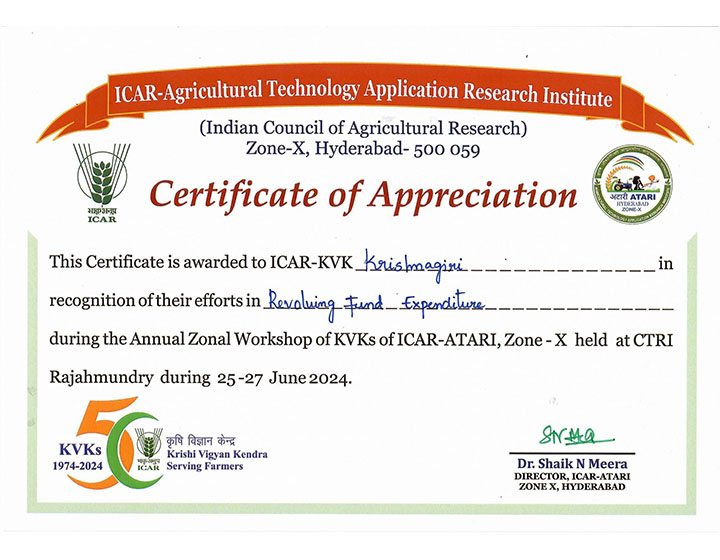 ICAR-Agricultural Technology Application Research Institute
(Indian Council of Agricultural Research)
Zone-X, Hyderabad- 500 059
भाकृअनुप
ICAR
Certificate of Appreciation
अटारी ATARI
HYDERABAD
ZONE-X
This Certificate is awarded to ICAR-KVK Krishnagiri in
recognition of their efforts in Revolving Fund Expenditure
during the Annual Zonal Workshop of KVKs of ICAR-ATARI, Zone - X held at CTRI
Rajahmundry during 25-27 June 2024.
50
KVKs
1974-2024
ICAR
कृषि विज्ञान केन्द्र
Krishi Vigyan Kendra
Serving Farmers
Dr. Shaik N Meera
DIRECTOR, ICAR-ATARI
ZONE X, HYDERABAD